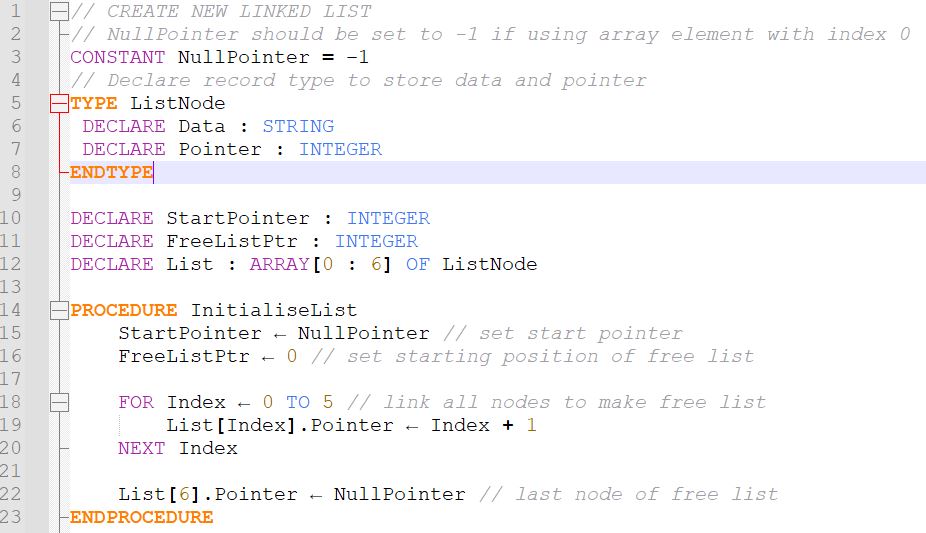 1 // CREATE NEW LINKED LIST
2 // NullPointer should be set to -1 if using array element with index 0
3 CONSTANT NullPointer = -1
4 // Declare record type to store data and pointer
5 TYPE ListNode
6 DECLARE Data : STRING
7 DECLARE Pointer : INTEGER
8 ENDTYPE
9
10 DECLARE StartPointer : INTEGER
11 DECLARE FreeListPtr : INTEGER
12 DECLARE List : ARRAY[0 : 6] OF ListNode
13
14 PROCEDURE InitialiseList
15 StartPointer ← NullPointer // set start pointer
16 FreeListPtr ← 0 // set starting position of free list
17
18 FOR Index ← 0 TO 5 // link all nodes to make free list
19 List[Index].Pointer ← Index + 1
20 NEXT Index
21
22 List[6].Pointer ← NullPointer // last node of free list
23 ENDPROCEDURE